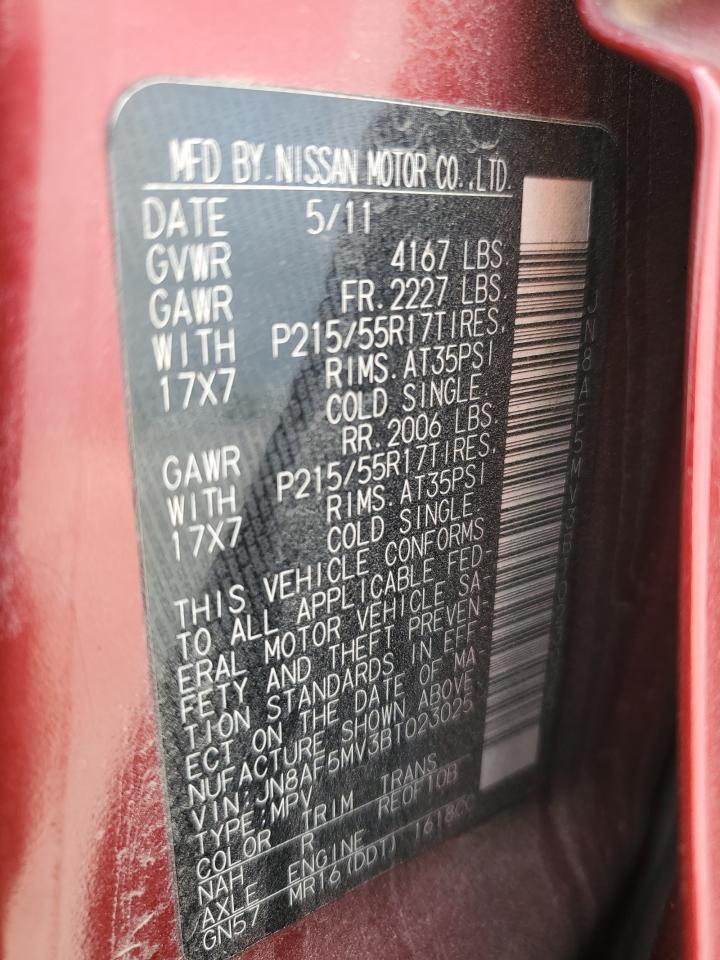 MFD BY NISSAN MOTOR CO.,LTD.
DATE 5/11
GVWR 4167 LBS.
GAWR FR. 2227 LBS.
WITH P215/55R17TIRES,
17X7 RIMS. AT35PSI
COLD SINGLE.
GAWR RR. 2006 LBS.
WITH P215/55R17TIRES,
17X7 RIMS. AT35PSI
COLD SINGLE
THIS VEHICLE CONFORMS
TO ALL APPLICABLE FED-
ERAL MOTOR VEHICLE SA-
FETY AND THEFT PREVEN-
TION STANDARDS IN EFF-
ECT ON THE DATE OF MA-
NUFACTURE SHOWN ABOVE.
VIN: JN8AF5MV3BT023025
TYPE: MPV
COLOR TRIM TRANS
NAH R RE0F10B
AXLE ENGINE
GN57 MR16(DDT) 1618CC